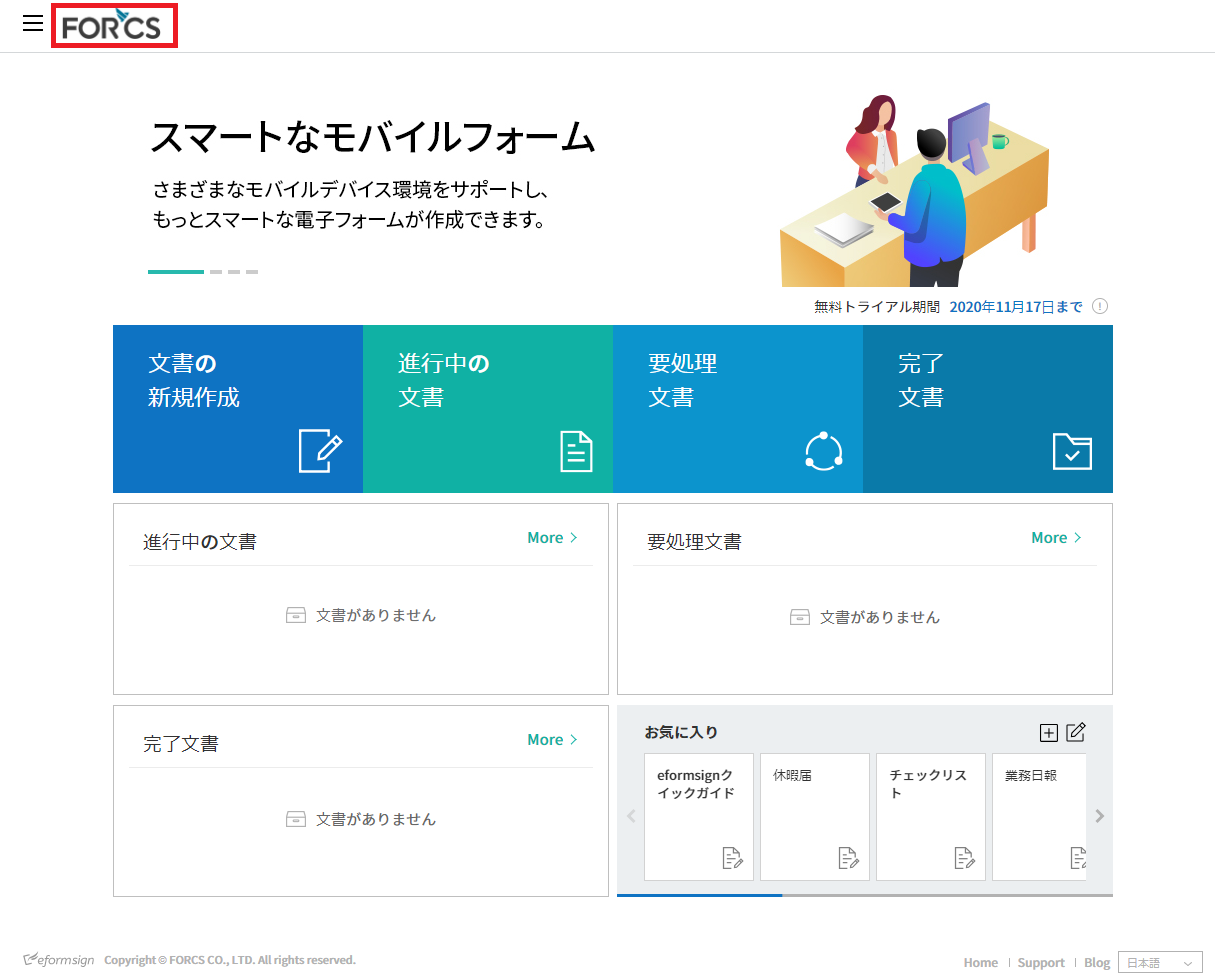 FORCS
スマートなモバイルフォーム
さまざまなモバイルデバイス環境をサポートし、
もっとスマートな電子フォームが作成できます。
無料トライアル期間 2020年11月17日まで
文書の
新規作成
進行中の
文書
要処理
文書
完了
文書
進行中の文書
More
文書がありません
要処理文書
More
文書がありません
完了文書
More
文書がありません
お気に入り
eformsignク
イックガイド
休暇届
チェックリス
ト
業務日報
eformsign Copyright © FORCS CO., LTD. All rights reserved.
Home | Support | Blog
日本語